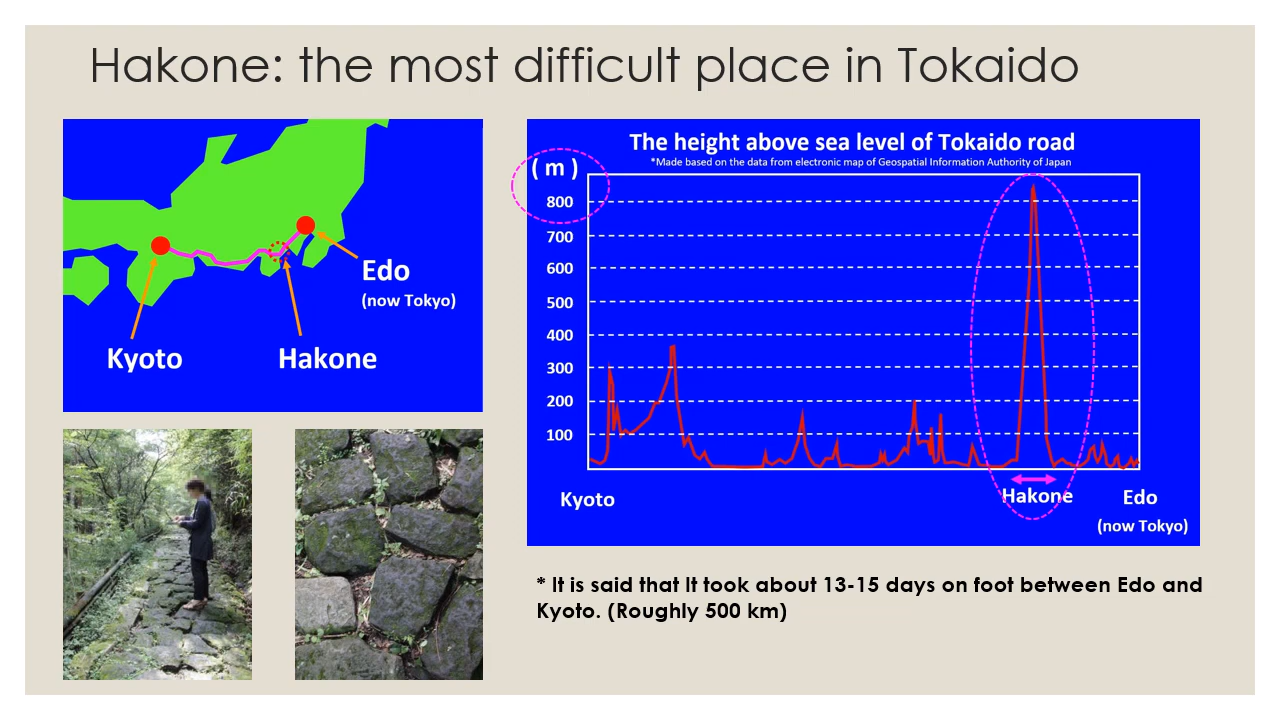 Hakone: the most difficult place in Tokaido
Edo
(now Tokyo)
Kyoto
Hakone
The height above sea level of Tokaido road
*Made based on the data from electronic map of Geospatial Information Authority of Japan
( m )
800
700
600
500
400
300
200
100
Kyoto
Hakone
Edo
(now Tokyo)
* It is said that It took about 13-15 days on foot between Edo and
Kyoto. (Roughly 500 km)